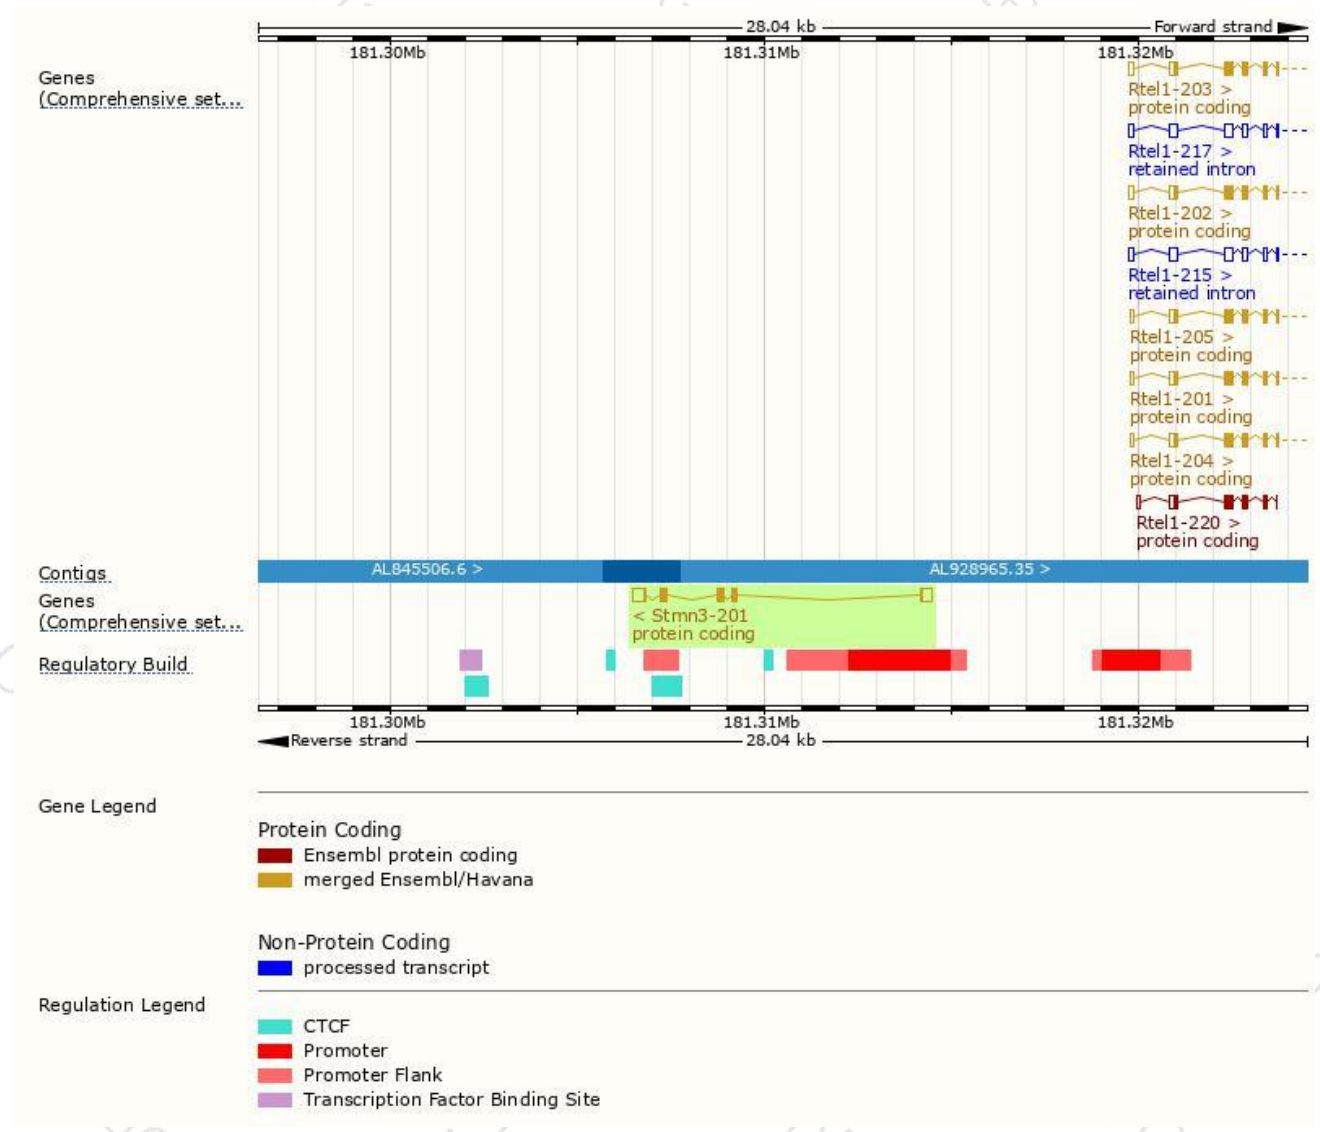 28.04 kb Forward strand
181.30Mb 181.31Mb 181.32Mb
Genes
(Comprehensive set...
Rtel1-203 >
protein coding
Rtel1-217 >
retained intron
Rtel1-202 >
protein coding
Rtel1-215 >
retained intron
Rtel1-205 >
protein coding
Rtel1-201 >
protein coding
Rtel1-204 >
protein coding
Rtel1-220 >
protein coding
Contigs AL845506.6 > AL928965.35 >
Genes
(Comprehensive set...
< Stmn3-201
protein coding
Regulatory Build
181.30Mb 181.31Mb 181.32Mb
Reverse strand 28.04 kb
Gene Legend
Protein Coding
Ensembl protein coding
merged Ensembl/Havana
Non-Protein Coding
processed transcript
Regulation Legend
CTCF
Promoter
Promoter Flank
Transcription Factor Binding Site